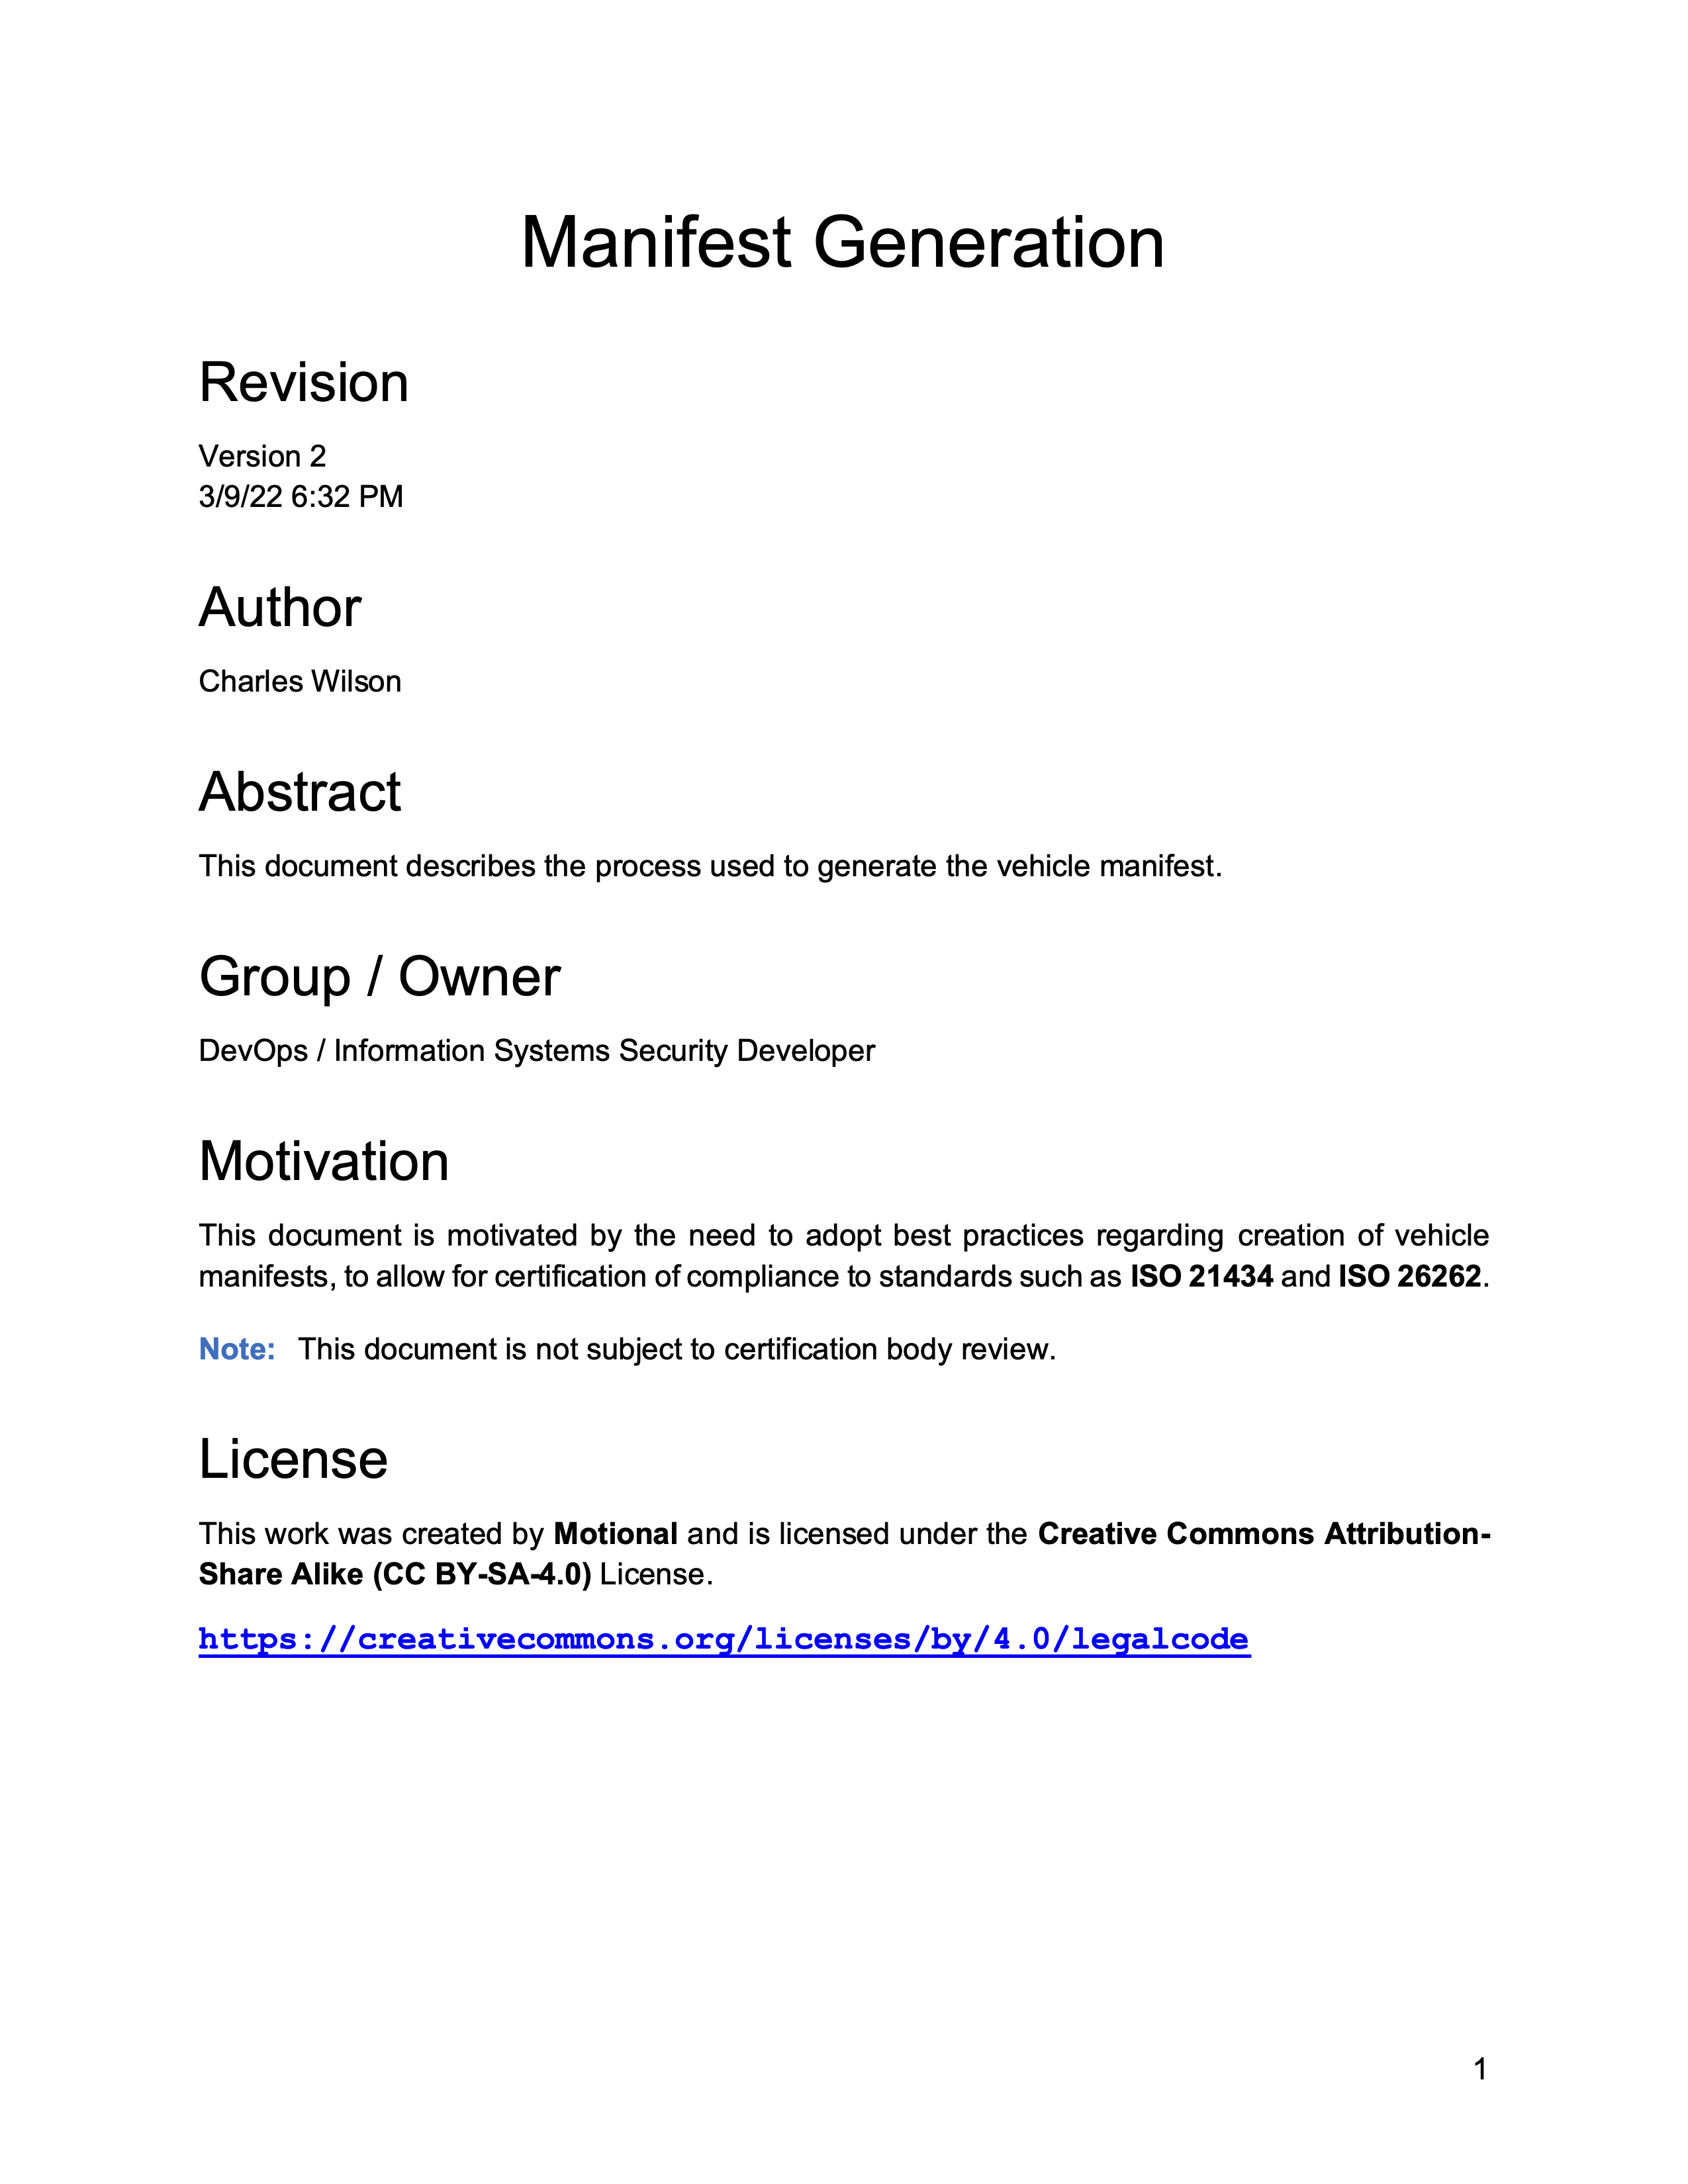 Manifest Generation
Revision
Version 2
3/9/22 6:32 PM
Author
Charles Wilson
Abstract
This document describes the process used to generate the vehicle manifest.
Group / Owner
DevOps / Information Systems Security Developer
Motivation
This document is motivated by the need to adopt best practices regarding creation of vehicle
manifests, to allow for certification of compliance to standards such as ISO 21434 and ISO 26262.
Note: This document is not subject to certification body review.
License
This work was created by Motional and is licensed under the Creative Commons Attribution-
Share Alike (CC BY-SA-4.0) License.
https://creativecommons.org/licenses/by/4.0/legalcode
1